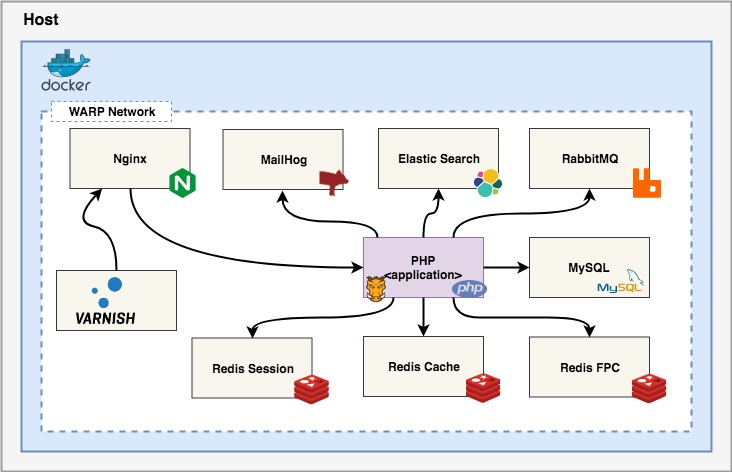 Host
docker
WARP Network
Nginx
MailHog
Elastic Search
RabbitMQ
PHP
<application>
php
MySQL
MySQL
VARNISH
Redis Session
Redis Cache
Redis FPC